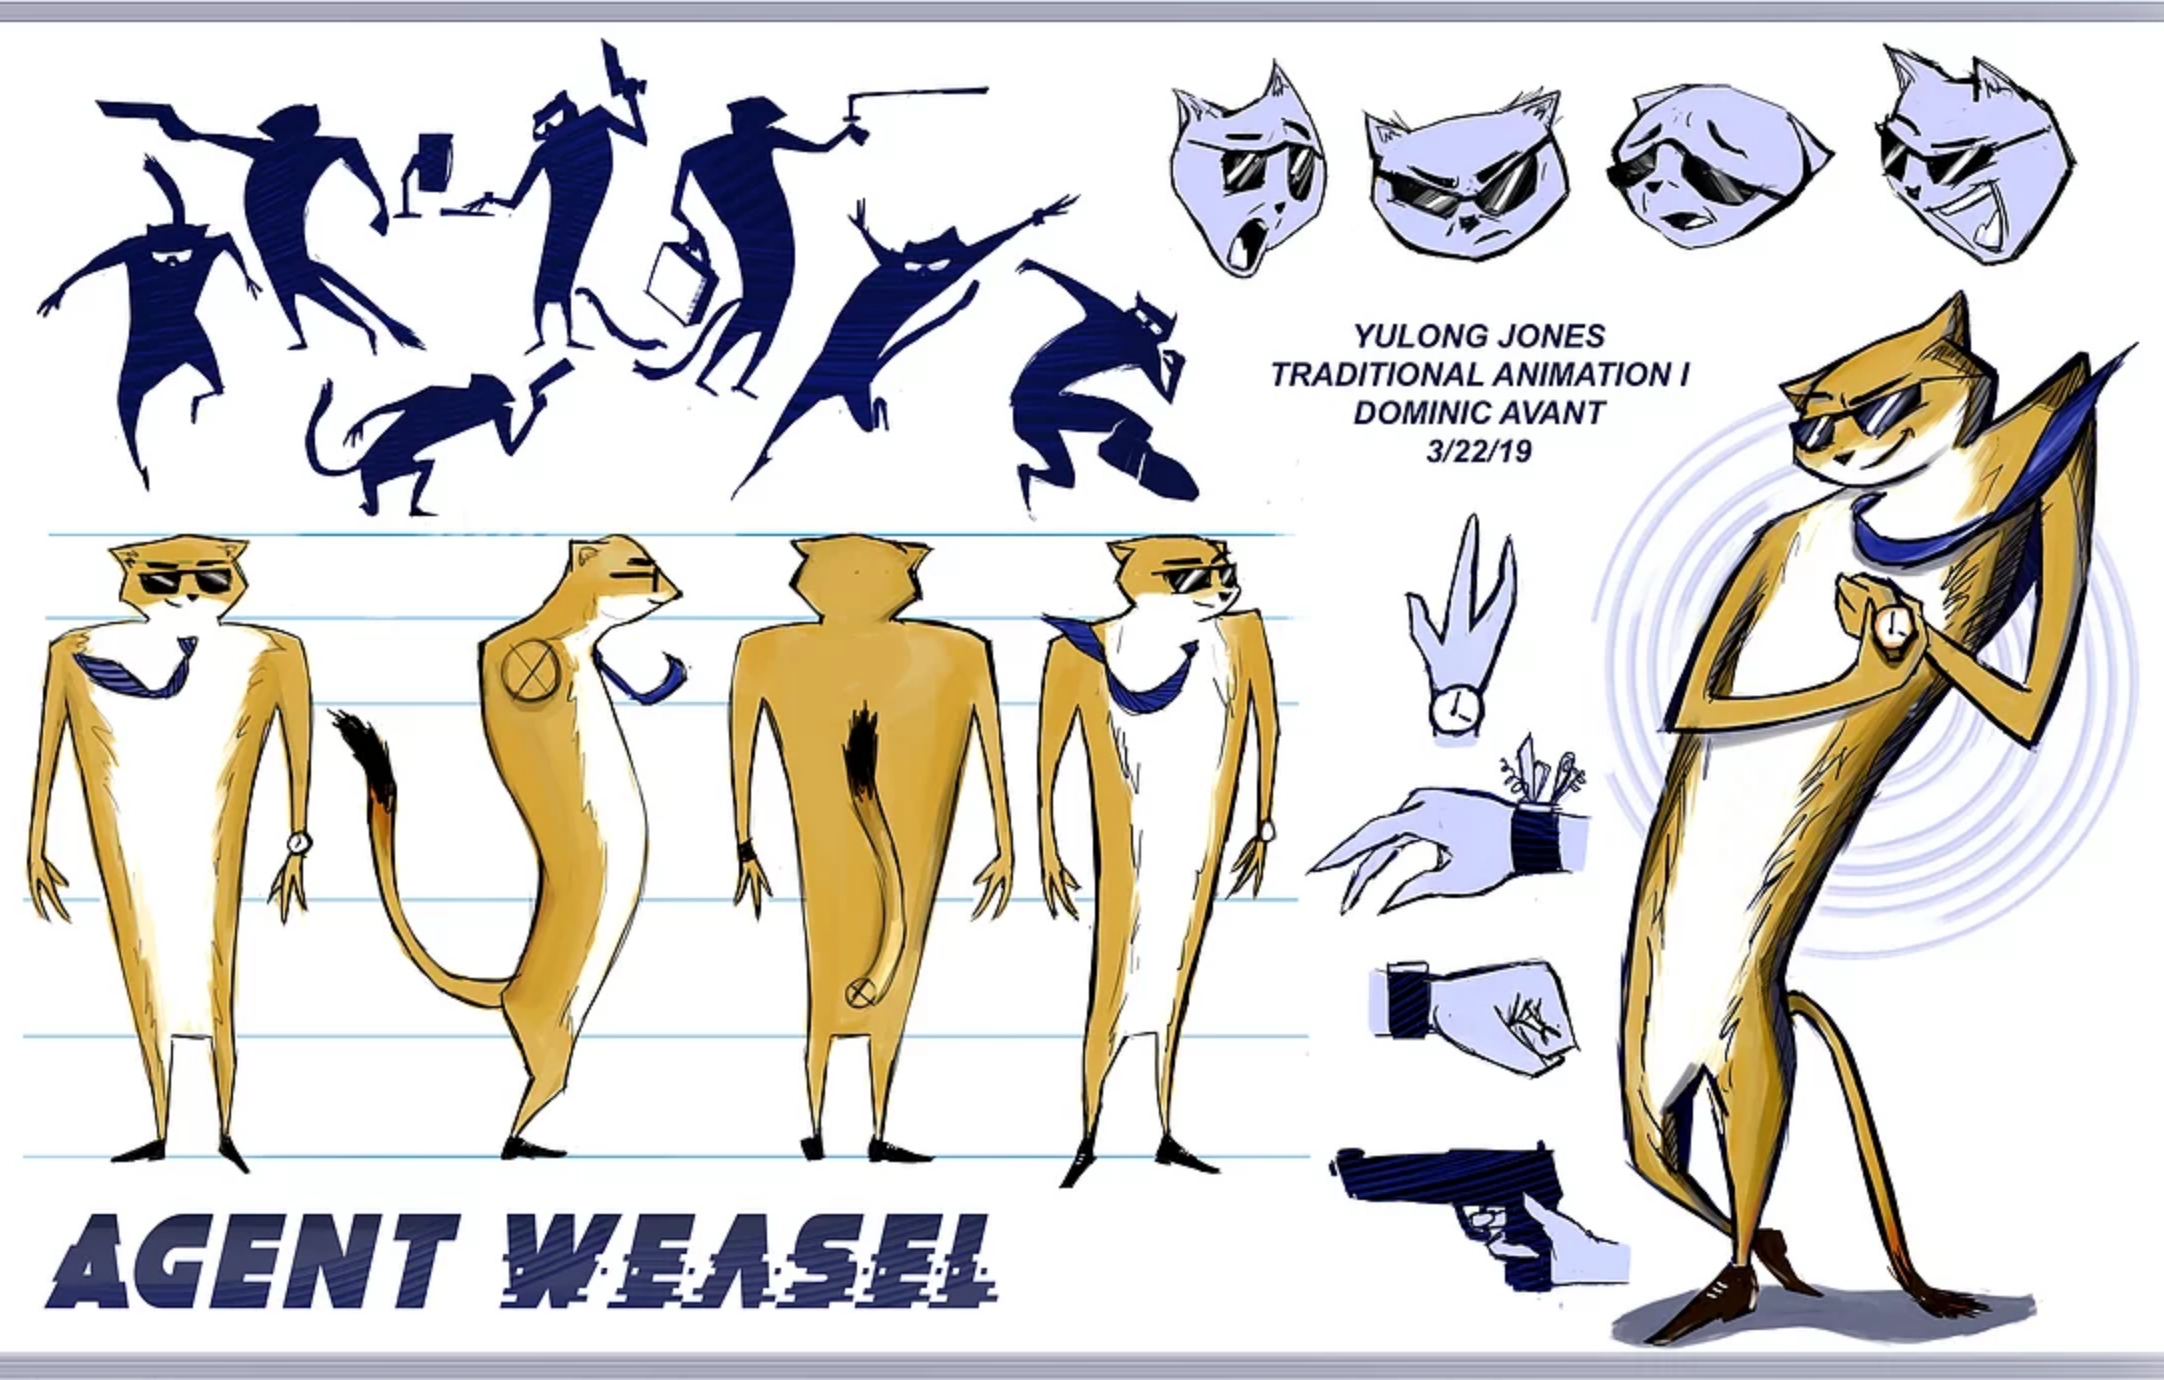 YULONG JONES
TRADITIONAL ANIMATION I
DOMINIC AVANT
3/22/19
AGENT WEASEL